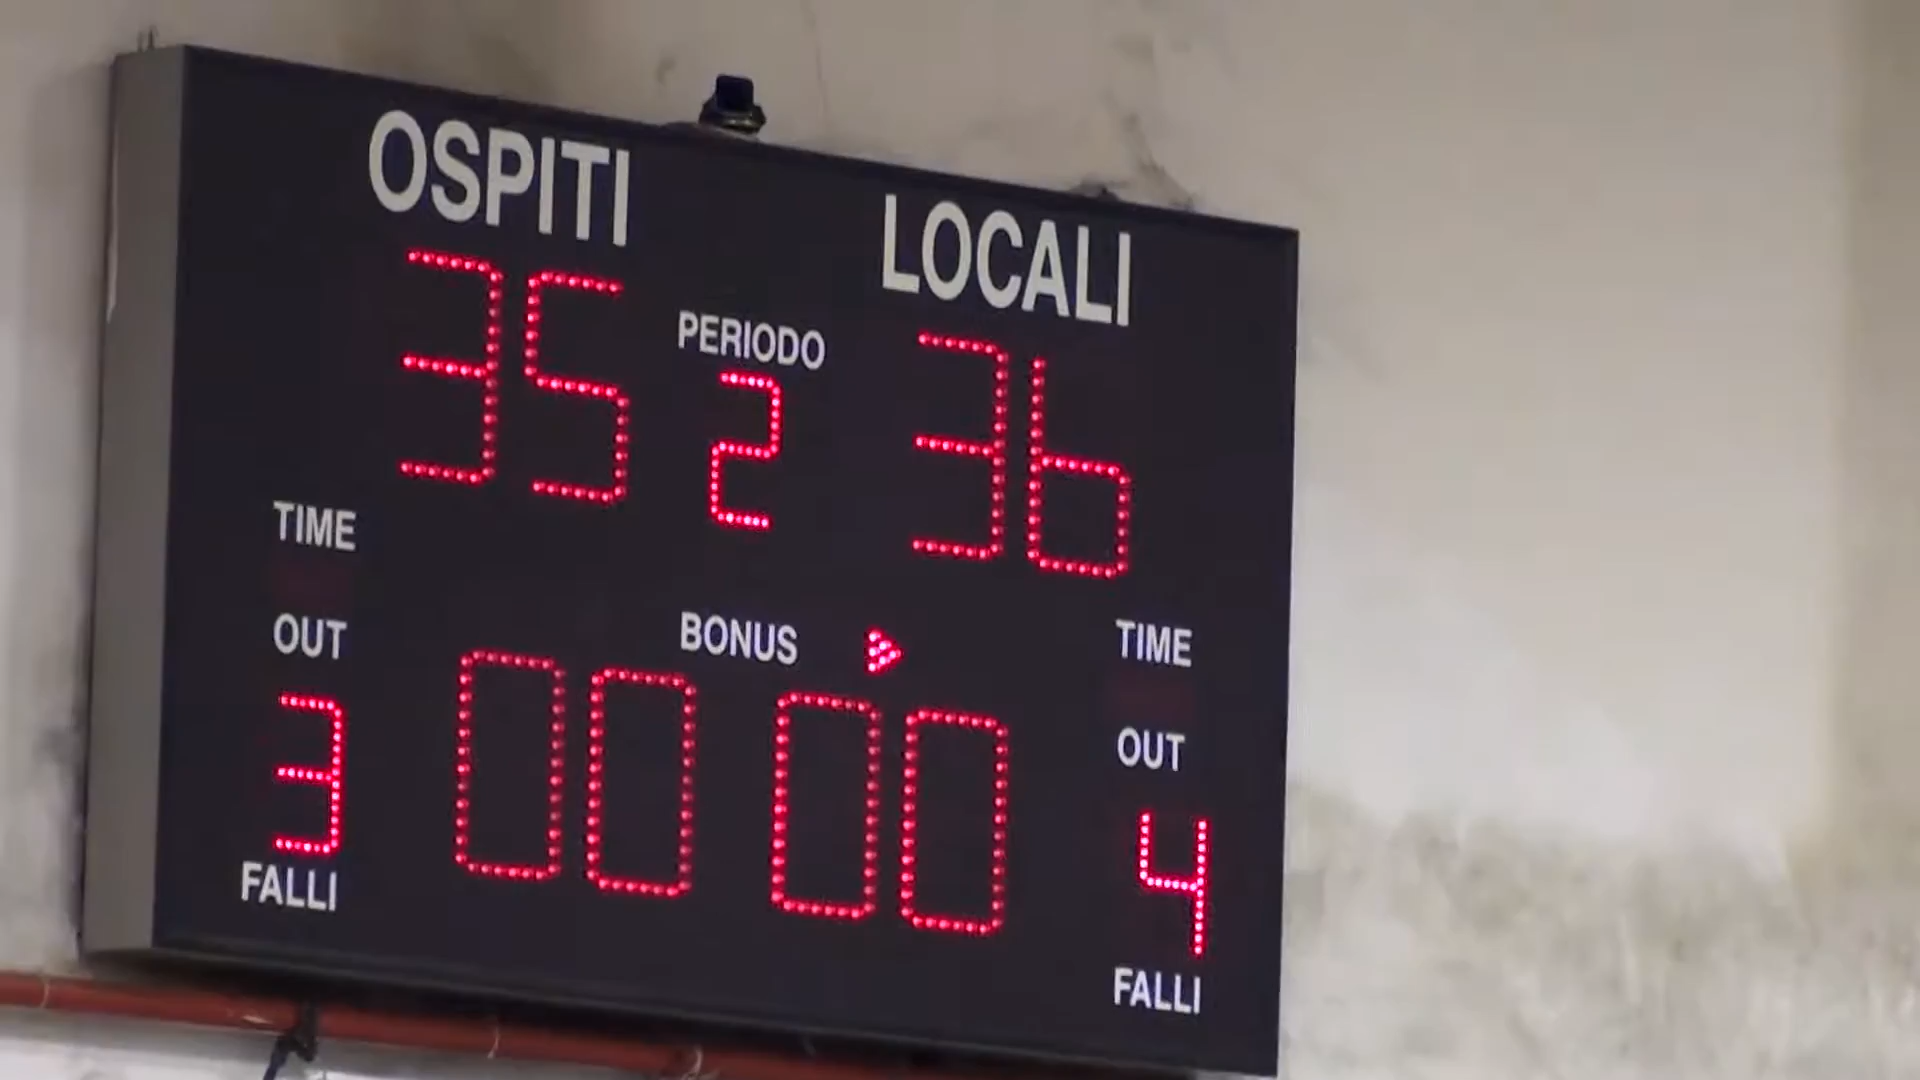 OSPITI LOCALI
35 PERIODO 36
2
TIME
OUT
BONUS
TIME
OUT
3 00 00 4
FALLI FALLI